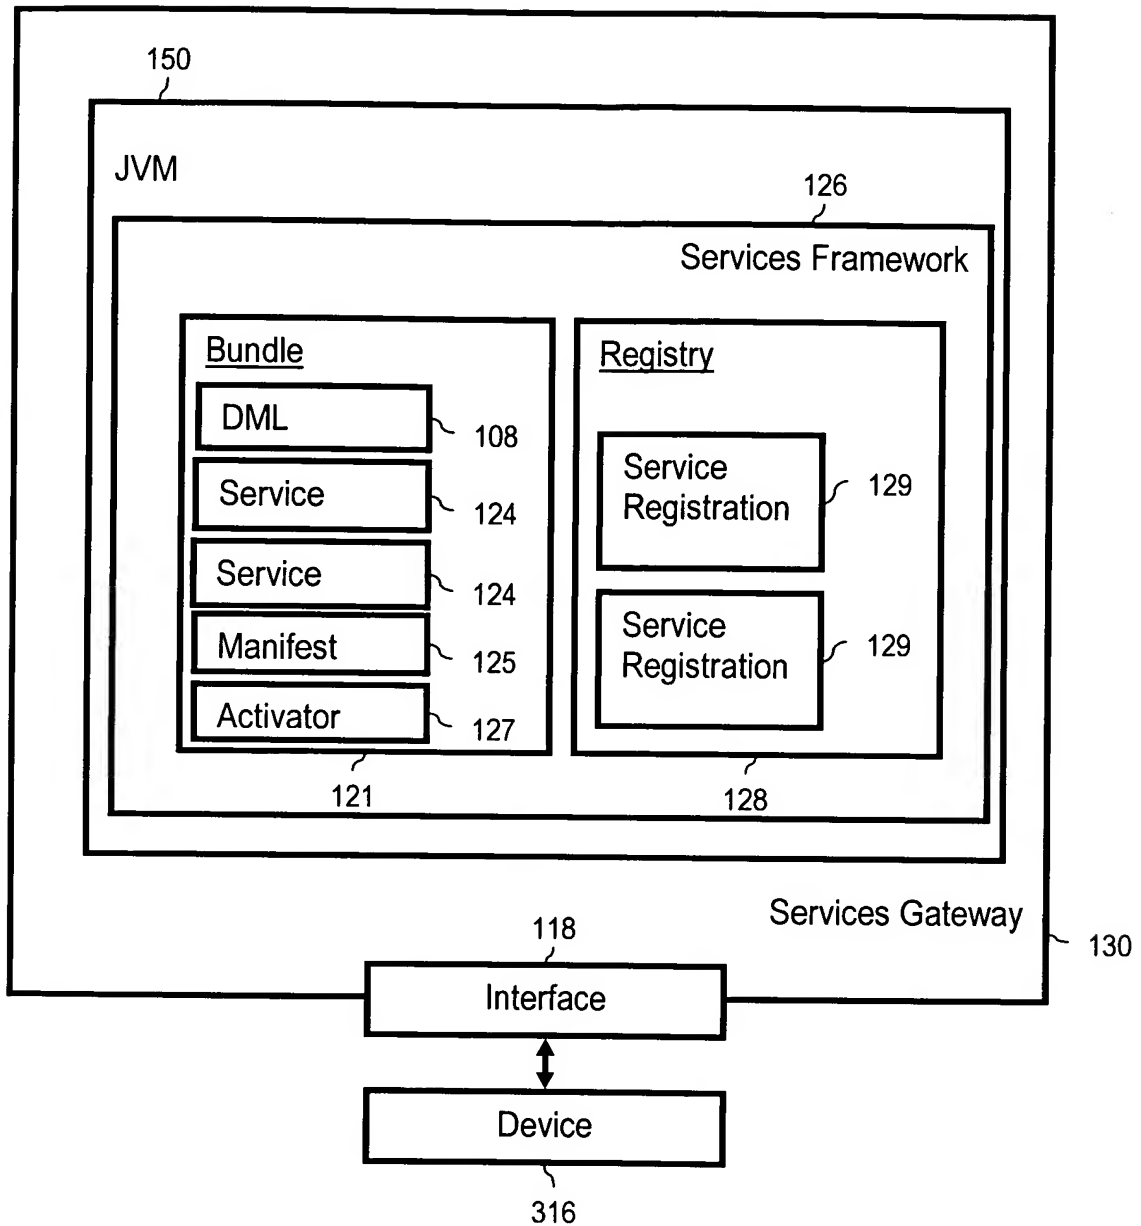 150
JVM
126
Services Framework
Bundle
DML
108
Service
124
Service
124
Manifest
125
Activator
127
121
Registry
Service
Registration
129
Service
Registration
129
128
Services Gateway
130
118
Interface
Device
316